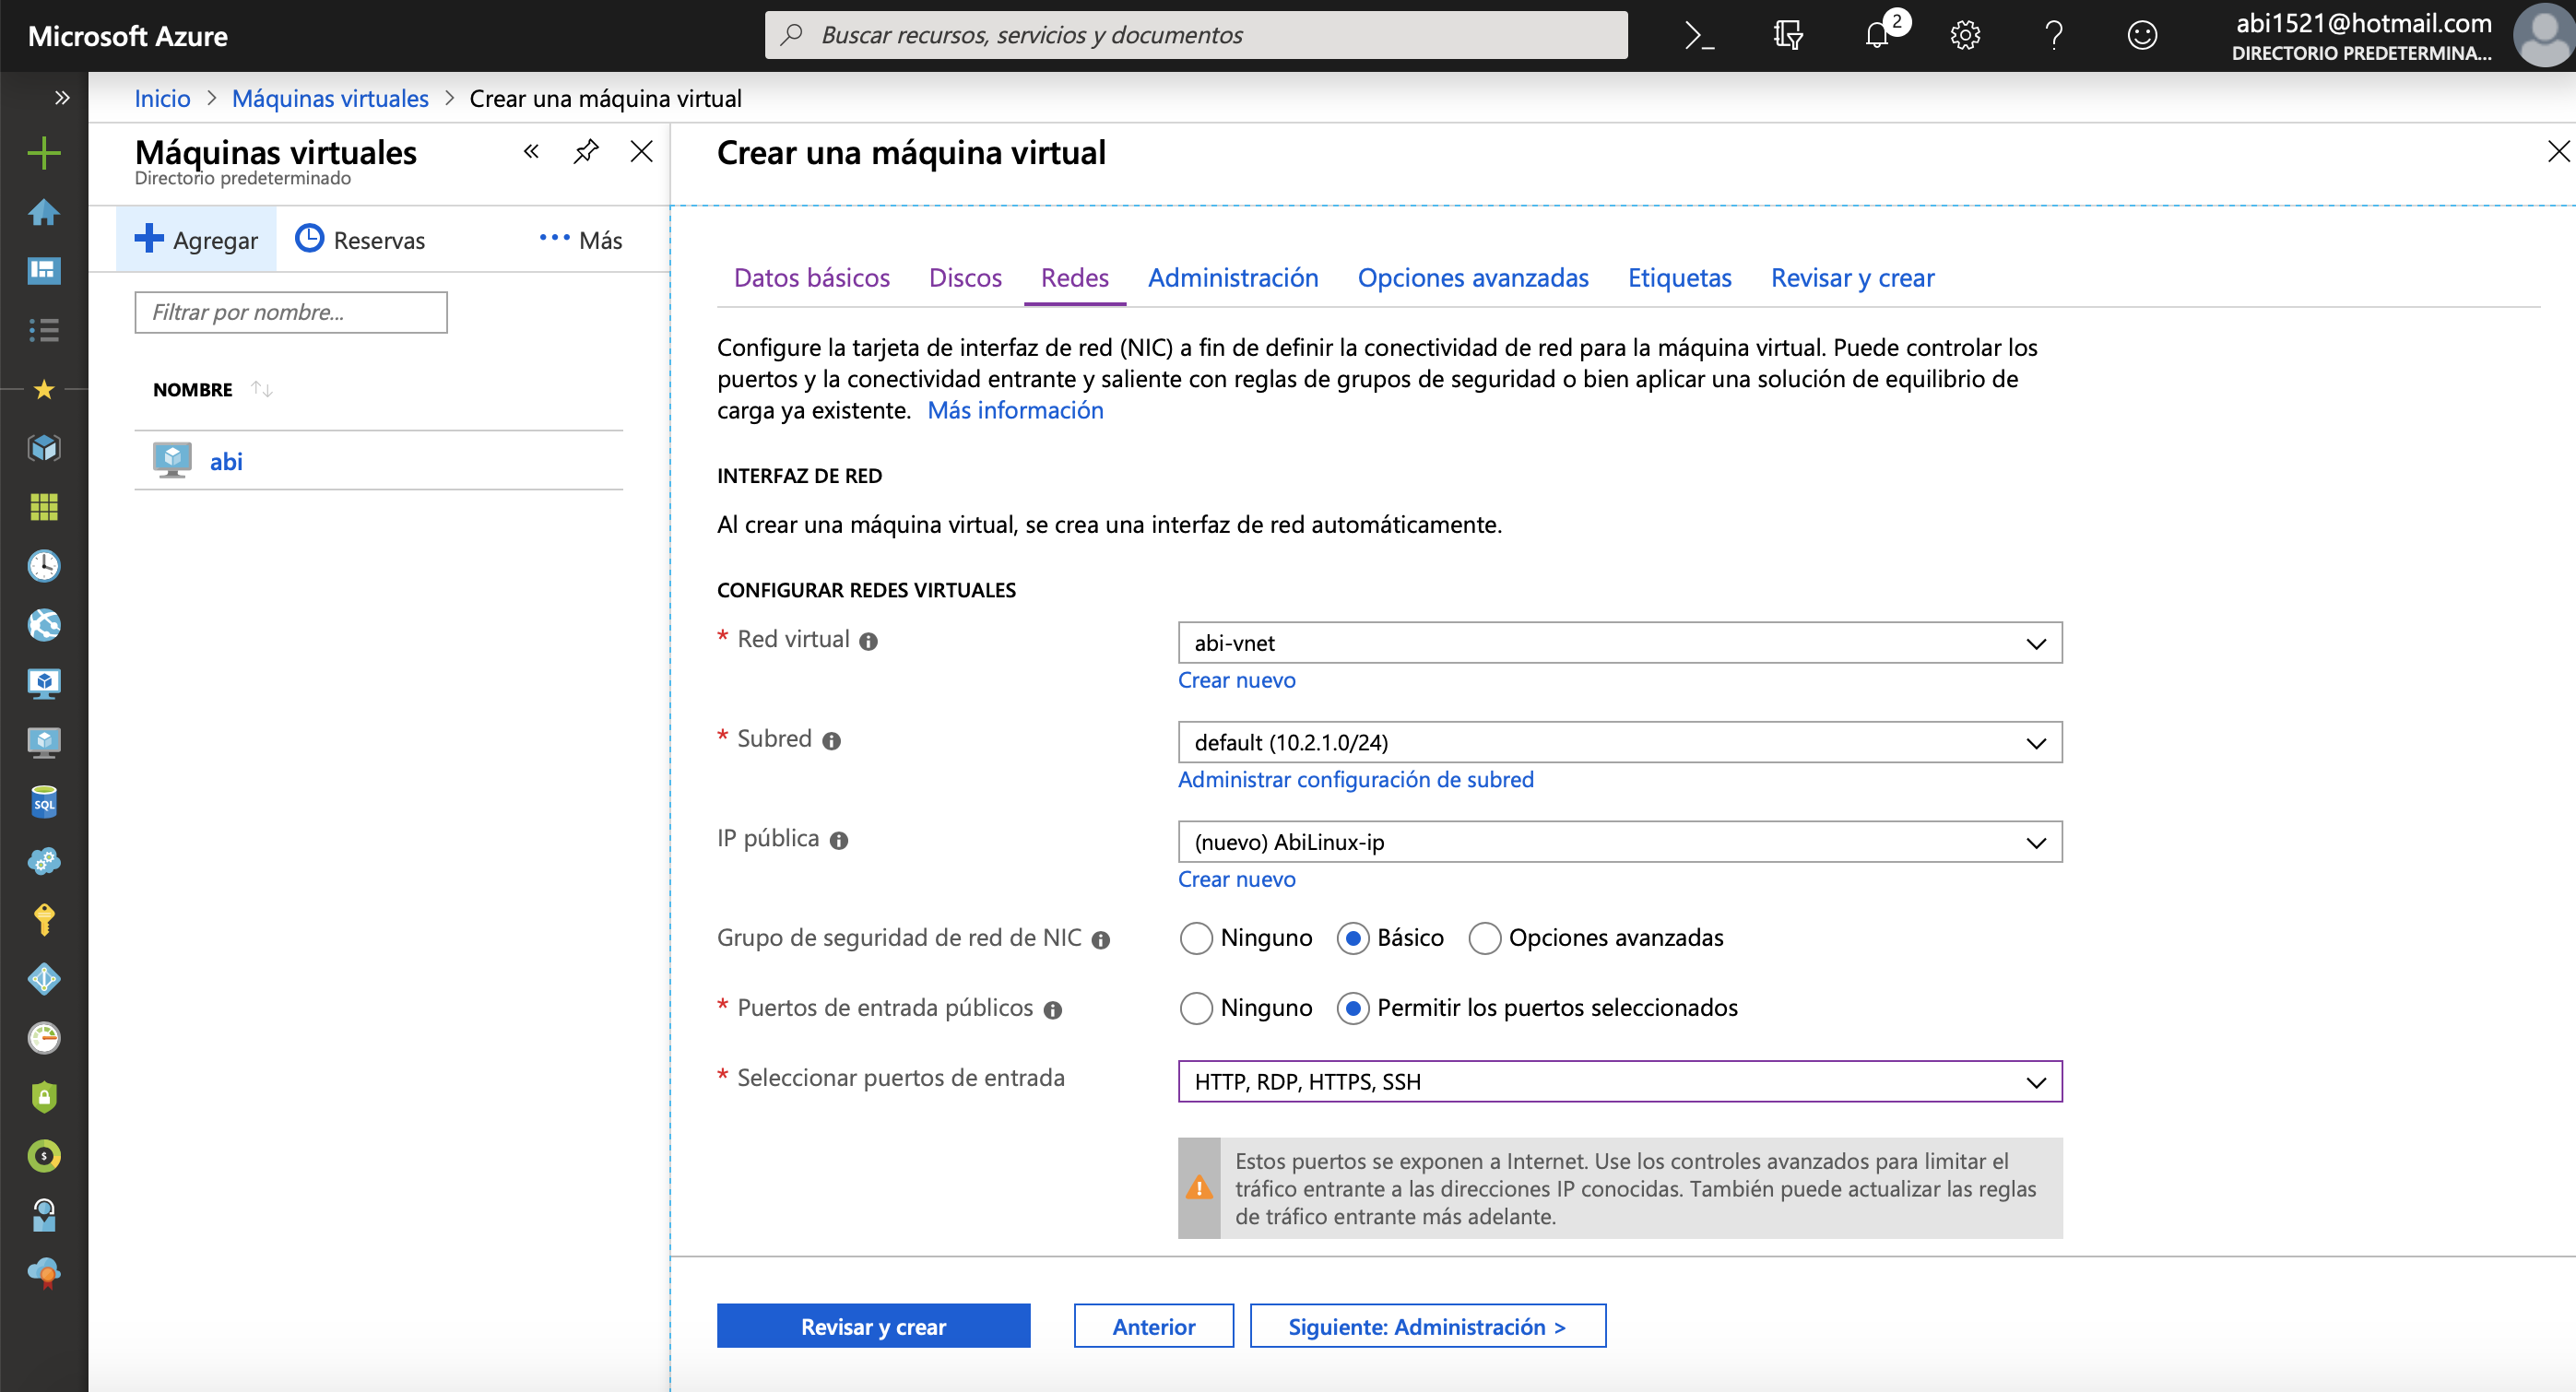 Microsoft Azure
Buscar recursos, servicios y documentos
2
abi1521@hotmail.com
DIRECTORIO PREDETERMINA...
Inicio > Máquinas virtuales > Crear una máquina virtual
Máquinas virtuales
Directorio predeterminado
Agregar
Reservas
Más
Filtrar por nombre...
NOMBRE
abi
SQL
$
Crear una máquina virtual
Datos básicos
Discos
Redes
Administración
Opciones avanzadas
Etiquetas
Revisar y crear
Configure la tarjeta de interfaz de red (NIC) a fin de definir la conectividad de red para la máquina virtual. Puede controlar los
puertos y la conectividad entrante y saliente con reglas de grupos de seguridad o bien aplicar una solución de equilibrio de
carga ya existente. Más información
INTERFAZ DE RED
Al crear una máquina virtual, se crea una interfaz de red automáticamente.
CONFIGURAR REDES VIRTUALES
* Red virtual
abi-vnet
Crear nuevo
* Subred
default (10.2.1.0/24)
Administrar configuración de subred
IP pública
(nuevo) AbiLinux-ip
Crear nuevo
Grupo de seguridad de red de NIC
Ninguno
Básico
Opciones avanzadas
* Puertos de entrada públicos
Ninguno
Permitir los puertos seleccionados
* Seleccionar puertos de entrada
HTTP, RDP, HTTPS, SSH
Estos puertos se exponen a Internet. Use los controles avanzados para limitar el
tráfico entrante a las direcciones IP conocidas. También puede actualizar las reglas
de tráfico entrante más adelante.
Revisar y crear
Anterior
Siguiente: Administración >